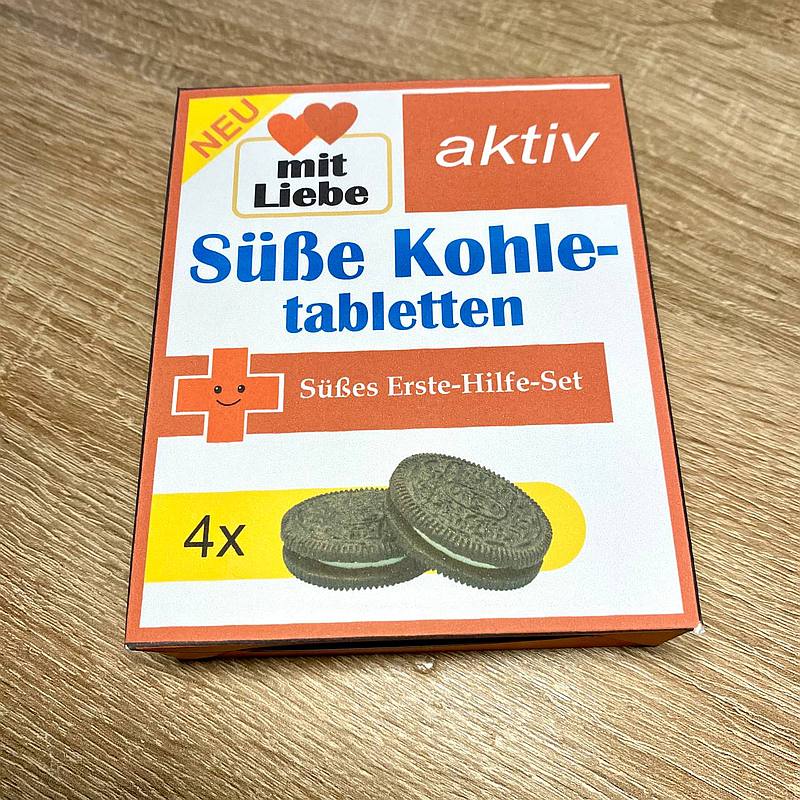 NEU
mit
Liebe
aktiv
Süße Kohle-
tabletten
Süßes Erste-Hilfe-Set
4x